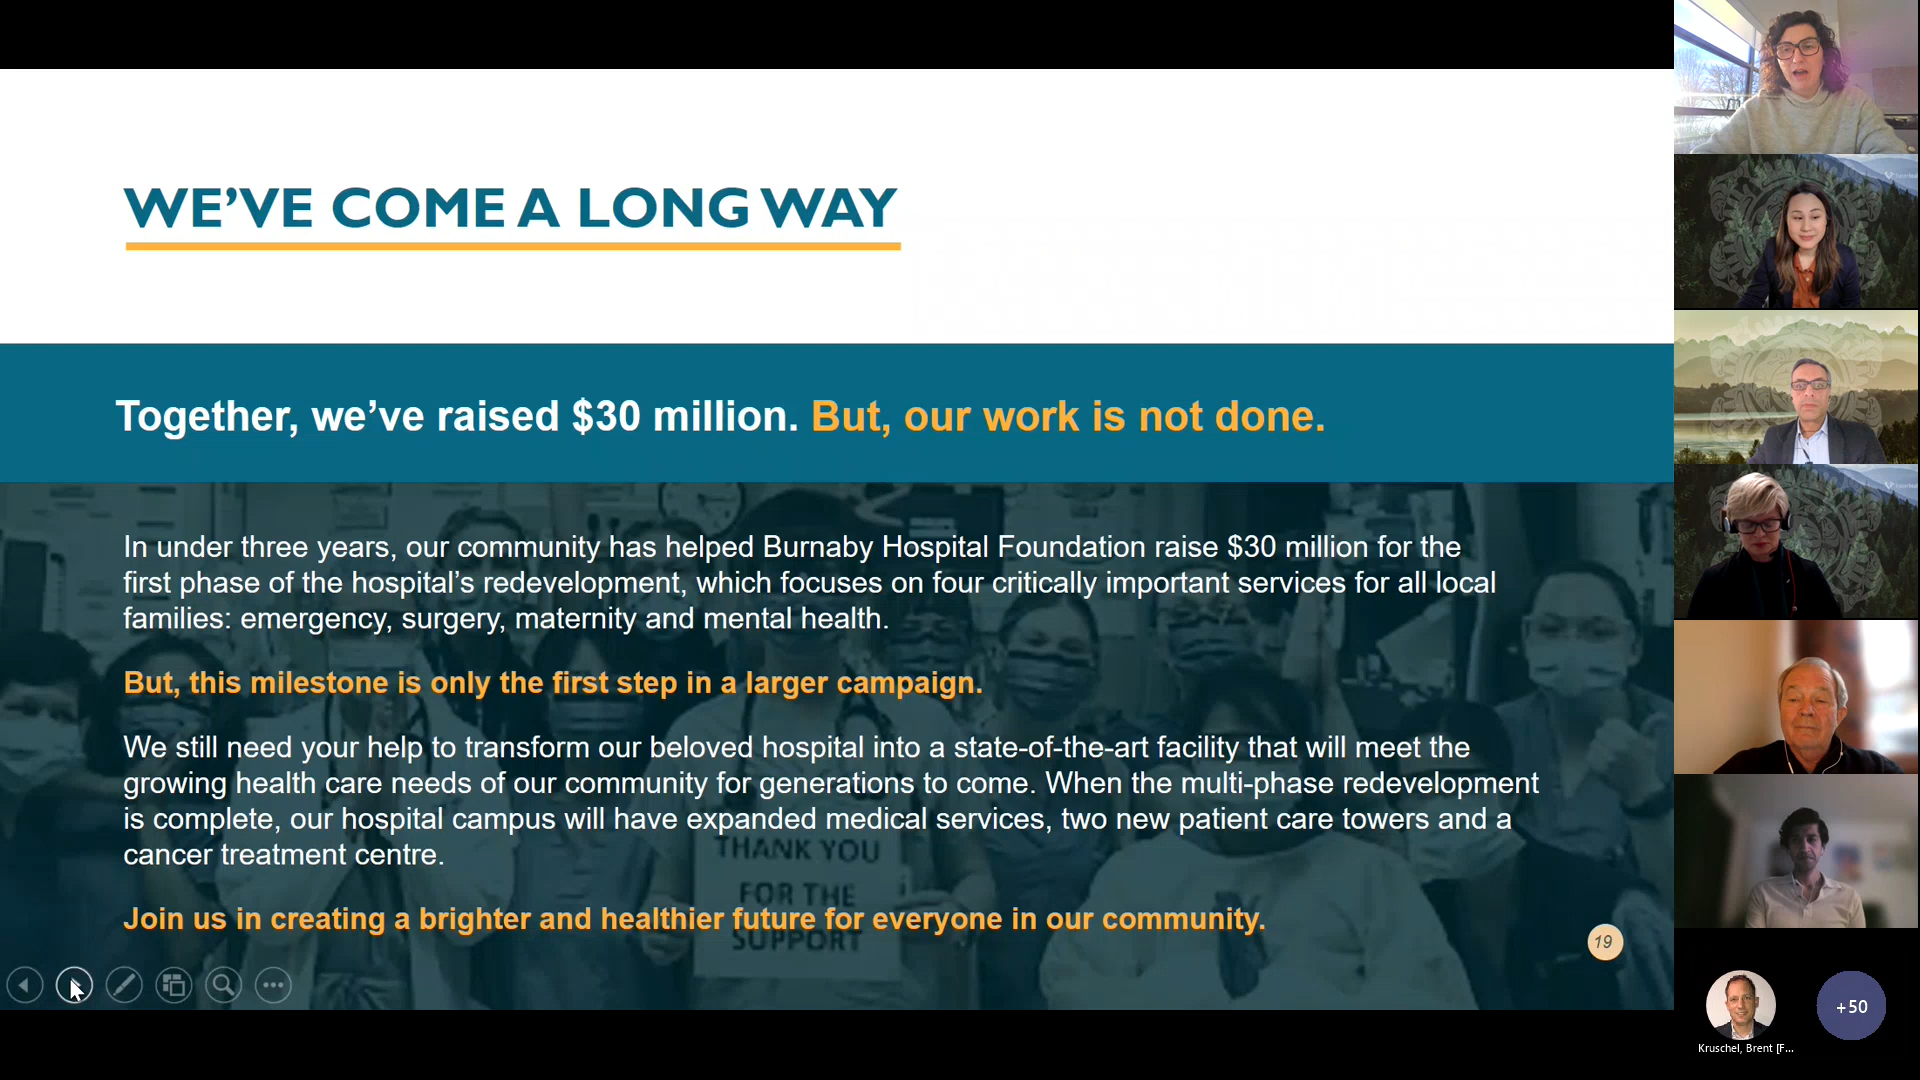 WE’VE COME A LONG WAY
Together, we’ve raised $30 million. But, our work is not done.
In under three years, our community has helped Burnaby Hospital Foundation raise $30 million for the
first phase of the hospital’s redevelopment, which focuses on four critically important services for all local
families: emergency, surgery, maternity and mental health.
But, this milestone is only the first step in a larger campaign.
We still need your help to transform our beloved hospital into a state-of-the-art facility that will meet the
growing health care needs of our community for generations to come. When the multi-phase redevelopment
is complete, our hospital campus will have expanded medical services, two new patient care towers and a
cancer treatment centre.
THANK YOU
FOR THE
SUPPORT
Join us in creating a brighter and healthier future for everyone in our community.
19
+50
Kruschel, Brent [F...